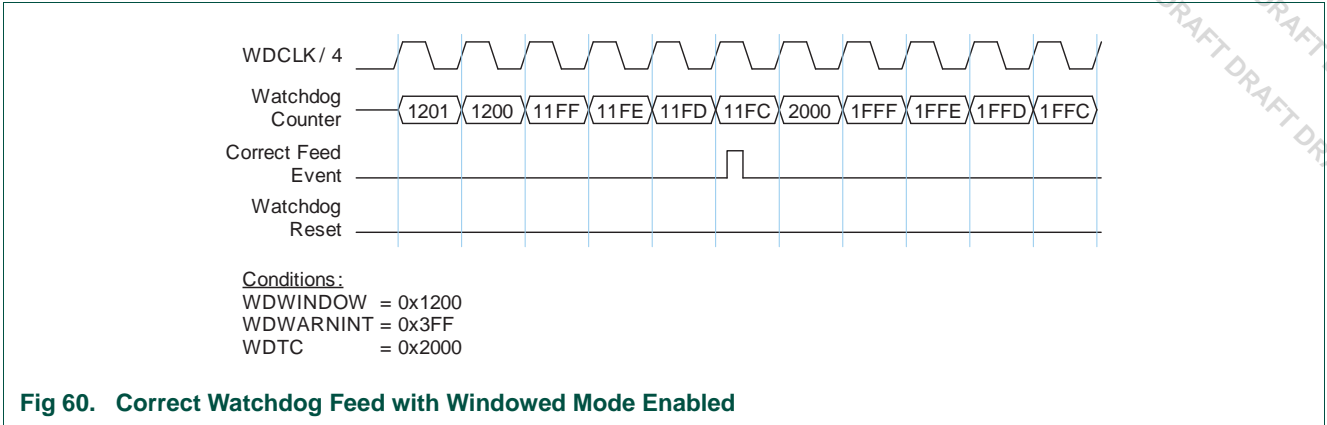 DRAFT DRAFT DR
DRAFT
WDCLK / 4
Watchdog
Counter
1201 1200 11FF 11FE 11FD 11FC 2000 1FFF 1FFE 1FFD 1FFC
Correct Feed
Event
Watchdog
Reset
Conditions:
WDWINDOW = 0x1200
WDWARNINT = 0x3FF
WDTC = 0x2000
Fig 60. Correct Watchdog Feed with Windowed Mode Enabled